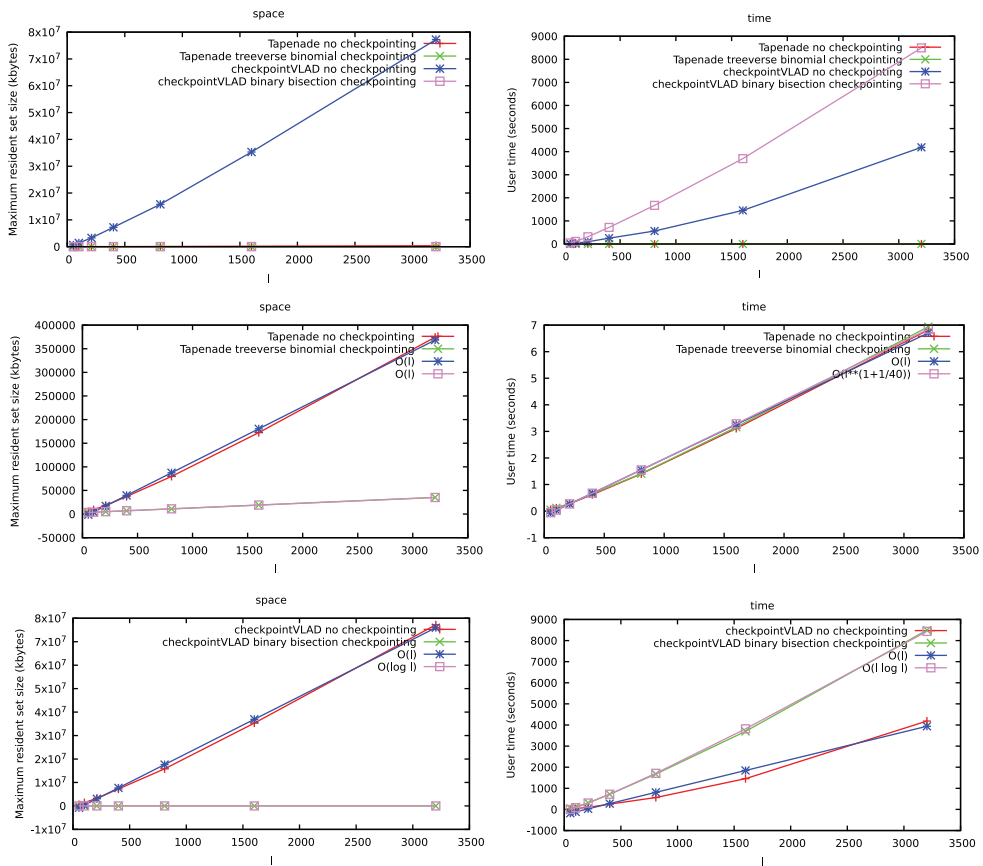 space
Maximum resident set size (kbytes)
8x10^7
7x10^7
6x10^7
5x10^7
4x10^7
3x10^7
2x10^7
1x10^7
0
Tapenade no checkpointing
Tapenade treeverse binomial checkpointing
checkpointVLAD no checkpointing
checkpointVLAD binary bisection checkpointing
0 500 1000 1500 2000 2500 3000 3500
l
time
User time (seconds)
9000
8000
7000
6000
5000
4000
3000
2000
1000
0
Tapenade no checkpointing
Tapenade treeverse binomial checkpointing
checkpointVLAD no checkpointing
checkpointVLAD binary bisection checkpointing
0 500 1000 1500 2000 2500 3000 3500
l
space
Maximum resident set size (kbytes)
400000
350000
300000
250000
200000
150000
100000
50000
0
-50000
Tapenade no checkpointing
Tapenade treeverse binomial checkpointing
O(l)
O(l)
0 500 1000 1500 2000 2500 3000 3500
l
time
User time (seconds)
7
6
5
4
3
2
1
0
-1
Tapenade no checkpointing
Tapenade treeverse binomial checkpointing
O(l)
O(l**(1+1/40))
0 500 1000 1500 2000 2500 3000 3500
l
space
Maximum resident set size (kbytes)
8x10^7
7x10^7
6x10^7
5x10^7
4x10^7
3x10^7
2x10^7
1x10^7
0
-1x10^7
checkpointVLAD no checkpointing
checkpointVLAD binary bisection checkpointing
O(l)
O(log l)
0 500 1000 1500 2000 2500 3000 3500
l
time
User time (seconds)
9000
8000
7000
6000
5000
4000
3000
2000
1000
0
-1000
checkpointVLAD no checkpointing
checkpointVLAD binary bisection checkpointing
O(l)
O(l log l)
0 500 1000 1500 2000 2500 3000 3500
l